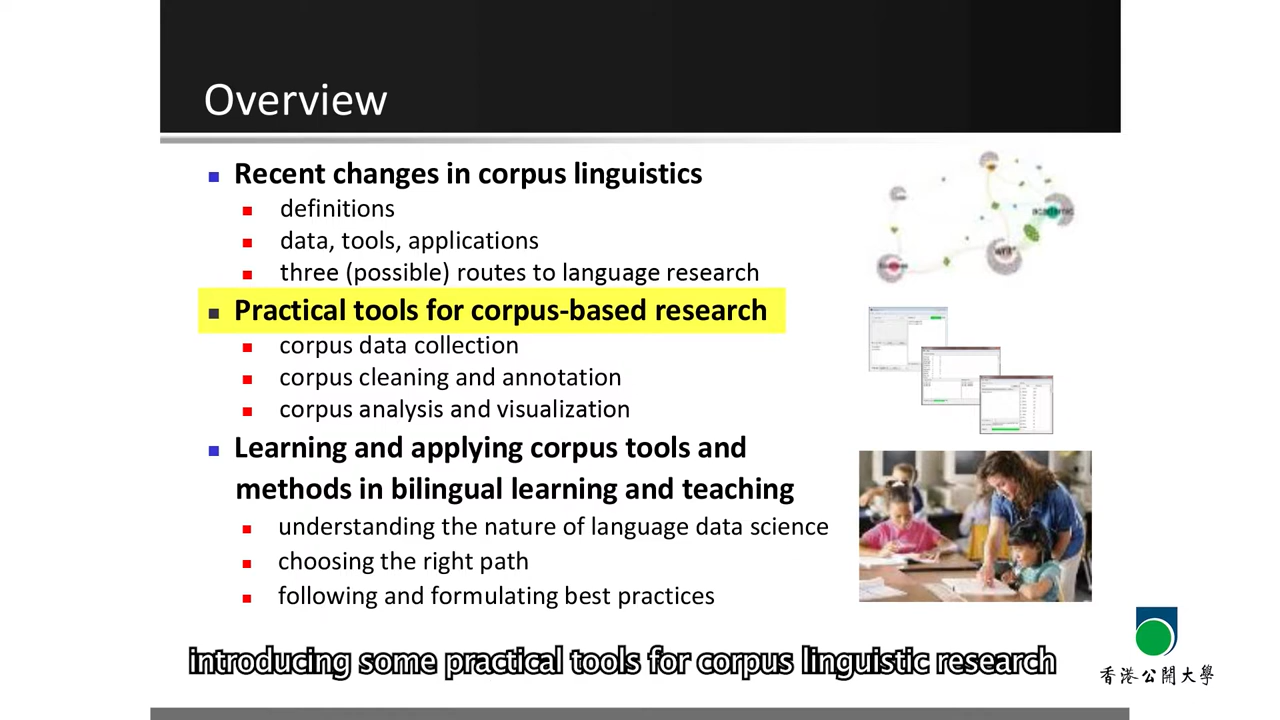 Overview
Recent changes in corpus linguistics
definitions
data, tools, applications
three (possible) routes to language research
Practical tools for corpus-based research
corpus data collection
corpus cleaning and annotation
corpus analysis and visualization
Learning and applying corpus tools and
methods in bilingual learning and teaching
understanding the nature of language data science
choosing the right path
following and formulating best practices
introducing some practical tools for corpus linguistic research
香港公開大學